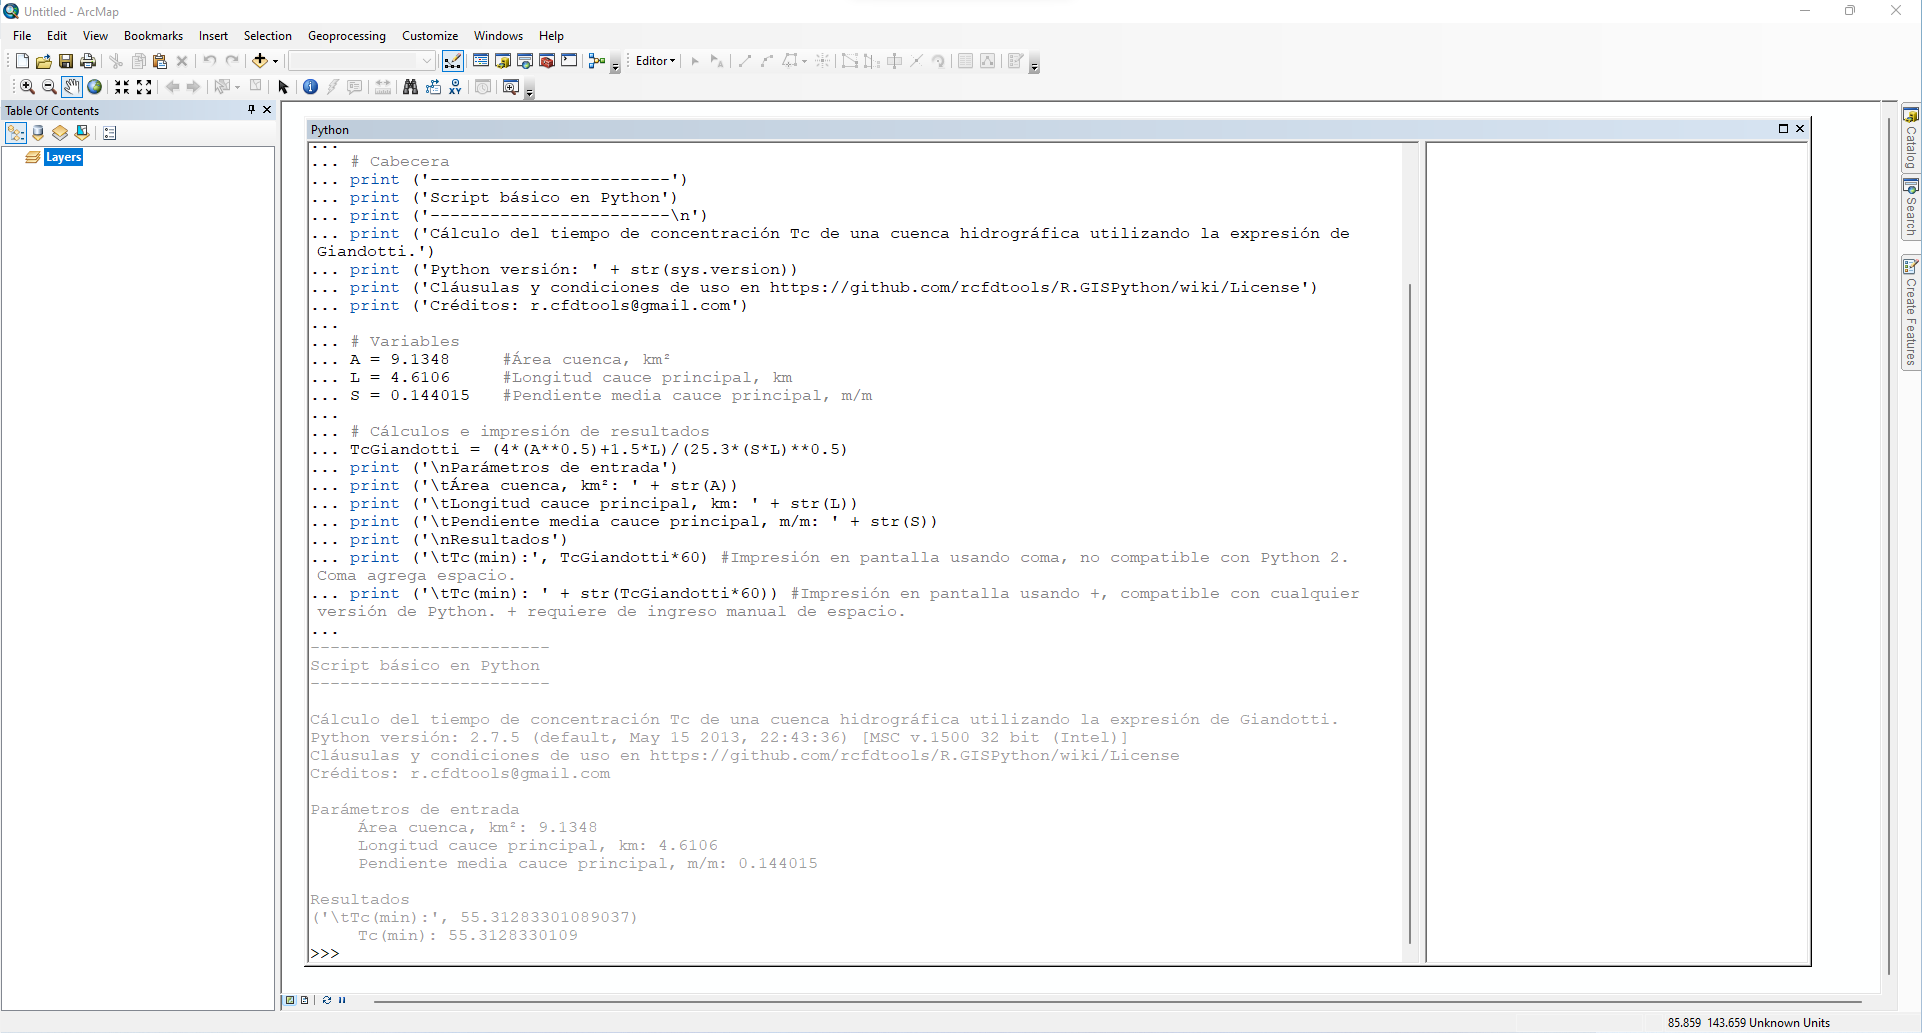 Untitled - ArcMap
File Edit View Bookmarks Insert Selection Geoprocessing Customize Windows Help
Editor
Table Of Contents
Layers
Python
...
... # Cabecera
... print ('------------------------')
... print ('Script básico en Python')
... print ('------------------------\n')
... print ('Cálculo del tiempo de concentración Tc de una cuenca hidrográfica utilizando la expresión de
Giandotti.')
... print ('Python versión: ' + str(sys.version))
... print ('Cláusulas y condiciones de uso en https://github.com/rcfdtools/R.GISPython/wiki/License')
... print ('Créditos: r.cfdtools@gmail.com')
...
... # Variables
... A = 9.1348 #Área cuenca, km²
... L = 4.6106 #Longitud cauce principal, km
... S = 0.144015 #Pendiente media cauce principal, m/m
...
... # Cálculos e impresión de resultados
... TcGiandotti = (4*(A**0.5)+1.5*L)/(25.3*(S*L)**0.5)
... print ('\nParámetros de entrada')
... print ('\tÁrea cuenca, km²: ' + str(A))
... print ('\tLongitud cauce principal, km: ' + str(L))
... print ('\tPendiente media cauce principal, m/m: ' + str(S))
... print ('\nResultados')
... print ('\tTc(min):', TcGiandotti*60) #Impresión en pantalla usando coma, no compatible con Python 2.
Coma agrega espacio.
... print ('\tTc(min): ' + str(TcGiandotti*60)) #Impresión en pantalla usando +, compatible con cualquier
versión de Python. + requiere de ingreso manual de espacio.
...
------------------------
Script básico en Python
------------------------
Cálculo del tiempo de concentración Tc de una cuenca hidrográfica utilizando la expresión de Giandotti.
Python versión: 2.7.5 (default, May 15 2013, 22:43:36) [MSC v.1500 32 bit (Intel)]
Cláusulas y condiciones de uso en https://github.com/rcfdtools/R.GISPython/wiki/License
Créditos: r.cfdtools@gmail.com
Parámetros de entrada
Área cuenca, km²: 9.1348
Longitud cauce principal, km: 4.6106
Pendiente media cauce principal, m/m: 0.144015
Resultados
('\tTc(min):', 55.31283301089037)
Tc(min): 55.3128330109
>>>
Catalog
Search
Create Features
85.859 143.659 Unknown Units